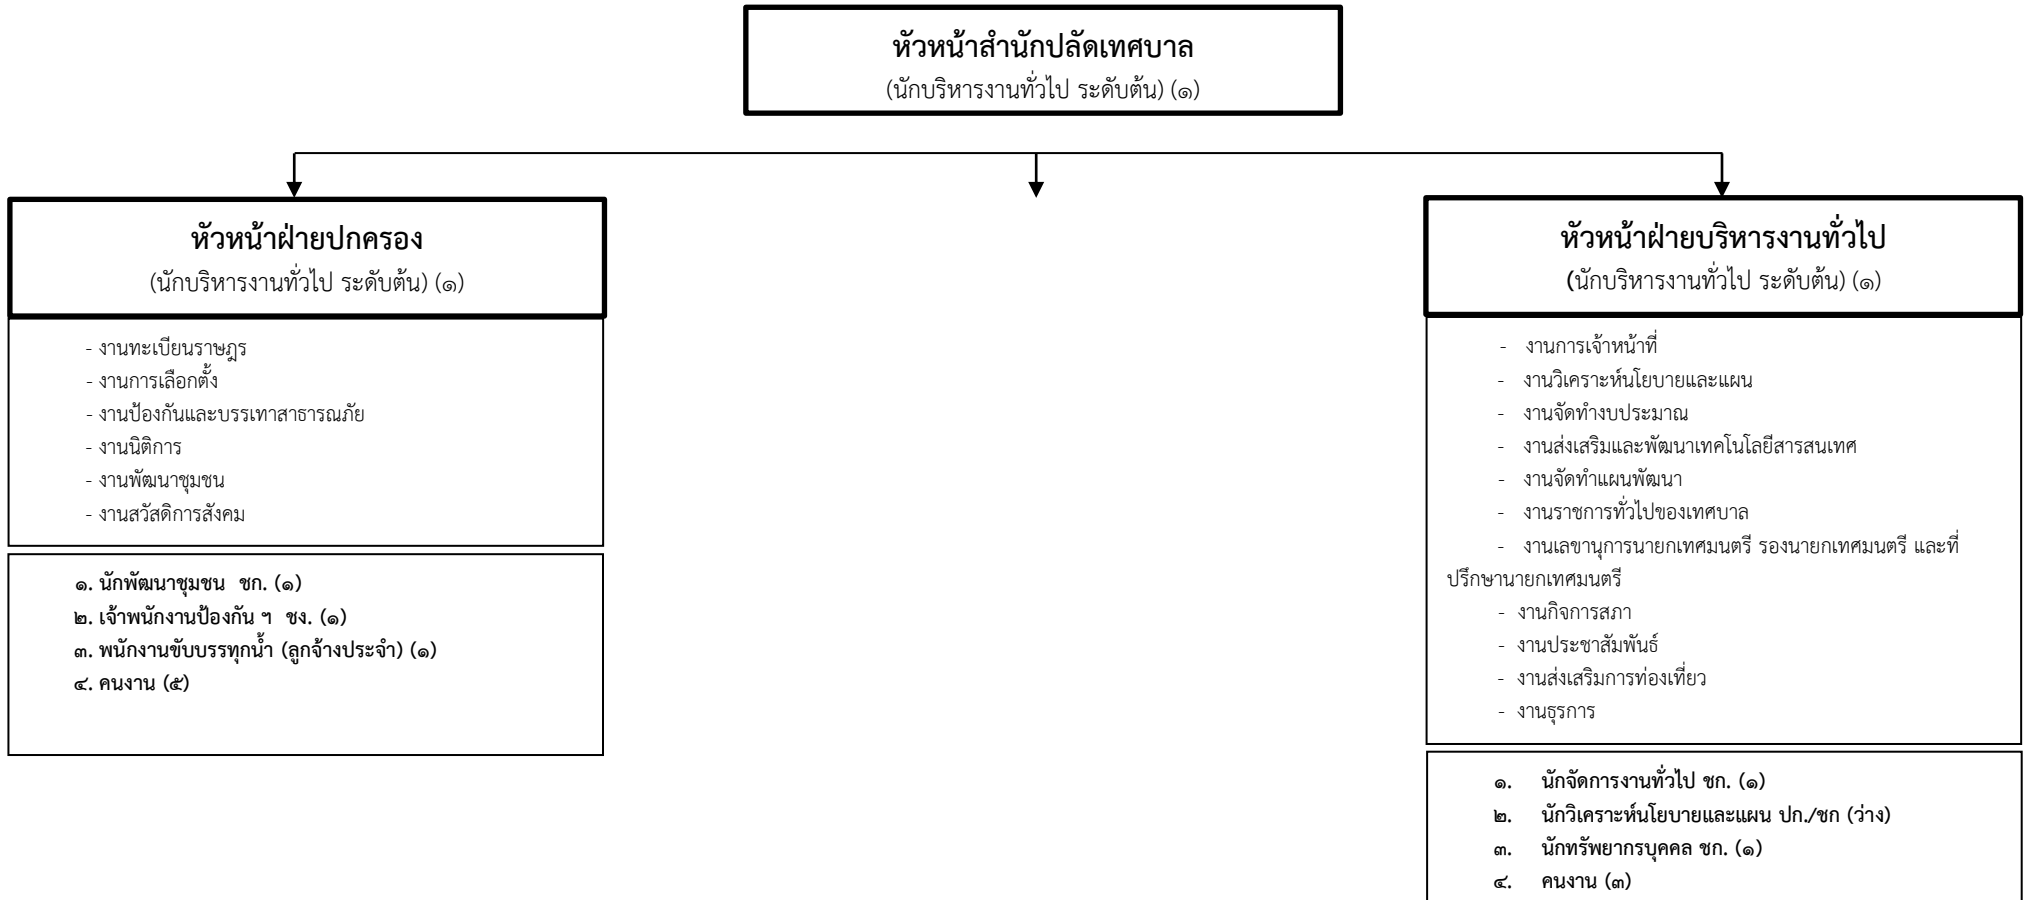 หัวหน้าสำนักปลัดเทศบาล
(นักบริหารงานทั่วไป ระดับต้น) (๑)
หัวหน้าฝ่ายปกครอง
(นักบริหารงานทั่วไป ระดับต้น) (๑)
- งานทะเบียนราษฎร
- งานการเลือกตั้ง
- งานป้องกันและบรรเทาสาธารณภัย
- งานนิติการ
- งานพัฒนาชุมชน
- งานสวัสดิการสังคม
๑. นักพัฒนาชุมชน ชก. (๑)
๒. เจ้าพนักงานป้องกัน ฯ ชง. (๑)
๓. พนักงานขับบรรทุกน้ำ (ลูกจ้างประจำ) (๑)
๔. คนงาน (๕)
หัวหน้าฝ่ายบริหารงานทั่วไป
(นักบริหารงานทั่วไป ระดับต้น) (๑)
- งานการเจ้าหน้าที่
- งานวิเคราะห์นโยบายและแผน
- งานจัดทำงบประมาณ
- งานส่งเสริมและพัฒนาเทคโนโลยีสารสนเทศ
- งานจัดทำแผนพัฒนา
- งานราชการทั่วไปของเทศบาล
- งานเลขานุการนายกเทศมนตรี รองนายกเทศมนตรี และที่
ปรึกษานายกเทศมนตรี
- งานกิจการสภา
- งานประชาสัมพันธ์
- งานส่งเสริมการท่องเที่ยว
- งานธุรการ
๑. นักจัดการงานทั่วไป ชก. (๑)
๒. นักวิเคราะห์นโยบายและแผน ปก./ชก (ว่าง)
๓. นักทรัพยากรบุคคล ชก. (๑)
๔. คนงาน (๓)